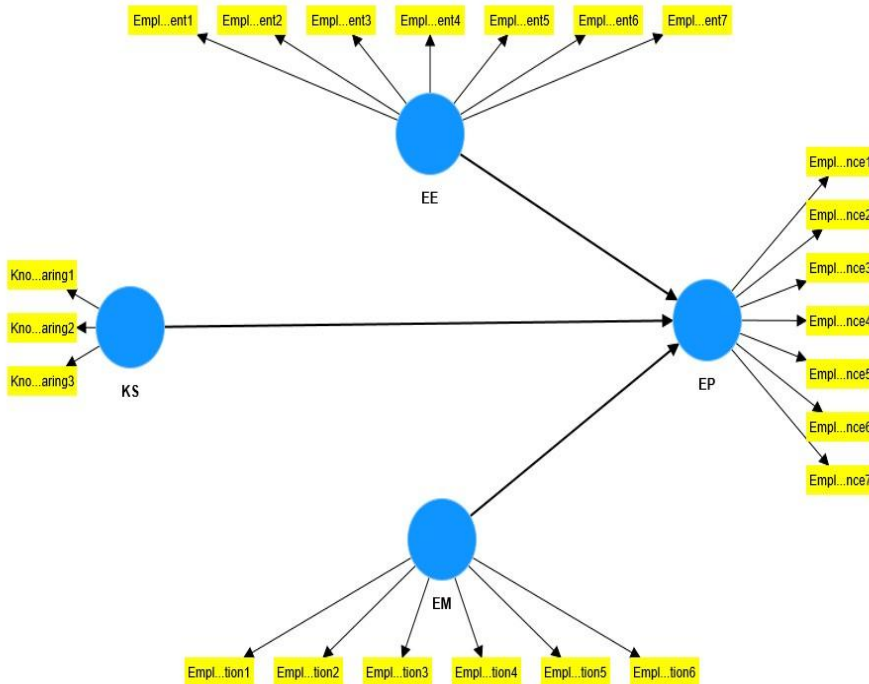 Empl...ent1 Empl...ent2 Empl...ent3 Empl...ent4 Empl...ent5 Empl...ent6 Empl...ent7
EE
Empl...nce1
Empl...nce2
Empl...nce3
Empl...nce4
Empl...nce5
Empl...nce6
Empl...nce7
EP
Kno...aring1
Kno...aring2
Kno...aring3
KS
EM
Empl...tion1 Empl...tion2 Empl...tion3 Empl...tion4 Empl...tion5 Empl...tion6